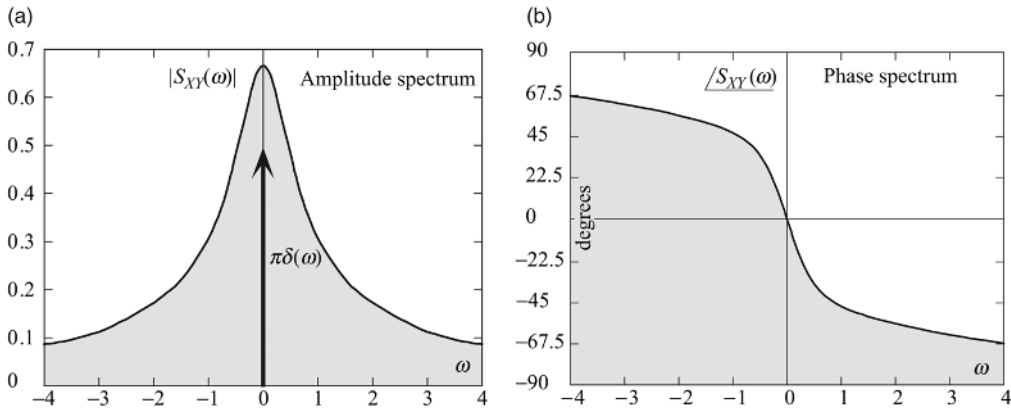 (a)
0.7
0.6
0.5
0.4
0.3
0.2
0.1
0
|S_XY(ω)|
Amplitude spectrum
πδ(ω)
ω
−4 −3 −2 −1 0 1 2 3 4
(b)
90
67.5
45
22.5
0
−22.5
−45
−67.5
−90
degrees
/S_XY(ω)
Phase spectrum
ω
−4 −3 −2 −1 0 1 2 3 4